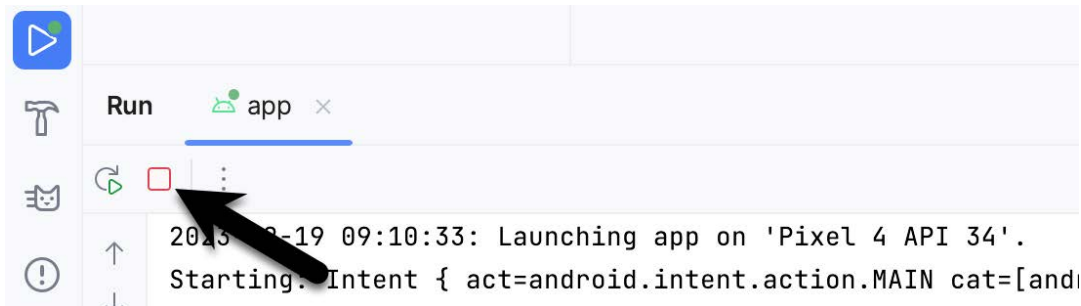 Run app
09:10:33: Launching app on 'Pixel 4 API 34'.
Starting: Intent { act=android.intent.action.MAIN cat=[and